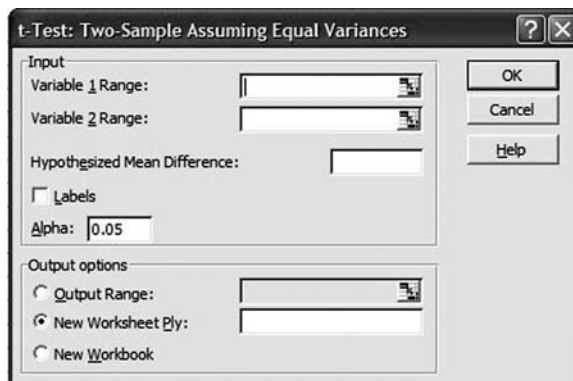 t-Test: Two-Sample Assuming Equal Variances
Input
Variable 1 Range:
Variable 2 Range:
Hypothesized Mean Difference:
Labels
Alpha: 0.05
Output options
Output Range:
New Worksheet Ply:
New Workbook
OK
Cancel
Help